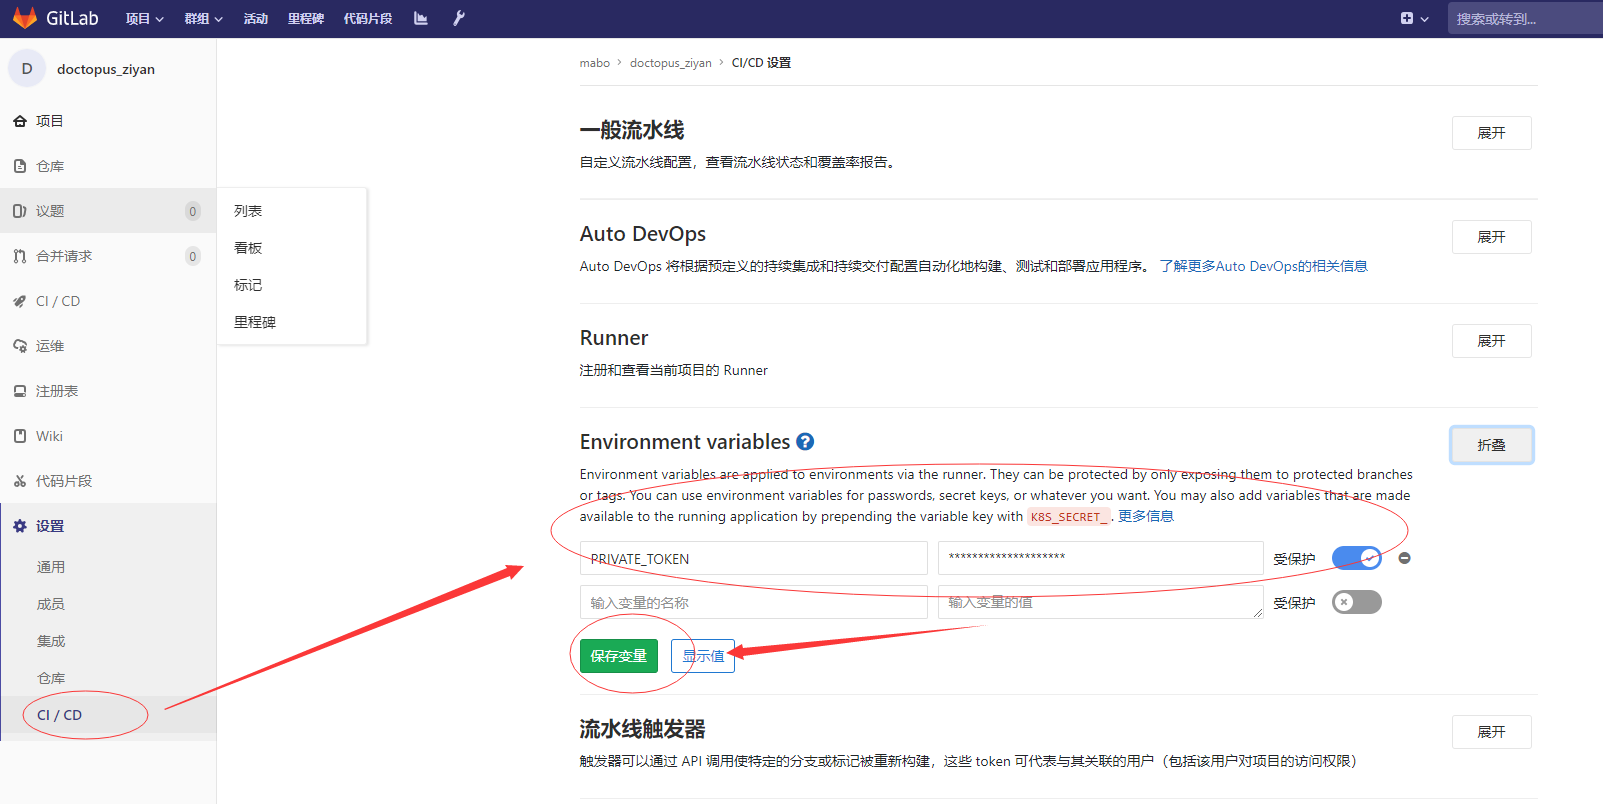 GitLab 项目 群组 活动 里程碑 代码片段 搜索或转到...
D doctopus_ziyan
项目
仓库
议题 0
合并请求 0
CI / CD
运维
注册表
Wiki
代码片段
设置
通用
成员
集成
仓库
CI / CD
列表
看板
标记
里程碑
mabo › doctopus_ziyan › CI/CD 设置
一般流水线 展开
自定义流水线配置，查看流水线状态和覆盖率报告。
Auto DevOps 展开
Auto DevOps 将根据预定义的持续集成和持续交付配置自动化地构建、测试和部署应用程序。 了解更多Auto DevOps的相关信息
Runner 展开
注册和查看当前项目的 Runner
Environment variables 折叠
Environment variables are applied to environments via the runner. They can be protected by only exposing them to protected branches
or tags. You can use environment variables for passwords, secret keys, or whatever you want. You may also add variables that are made
available to the running application by prepending the variable key with K8S_SECRET_. 更多信息
PRIVATE_TOKEN ******************** 受保护
输入变量的名称 输入变量的值 受保护
保存变量 显示值
流水线触发器 展开
触发器可以通过 API 调用使特定的分支或标记被重新构建，这些 token 可代表与其关联的用户（包括该用户对项目的访问权限）